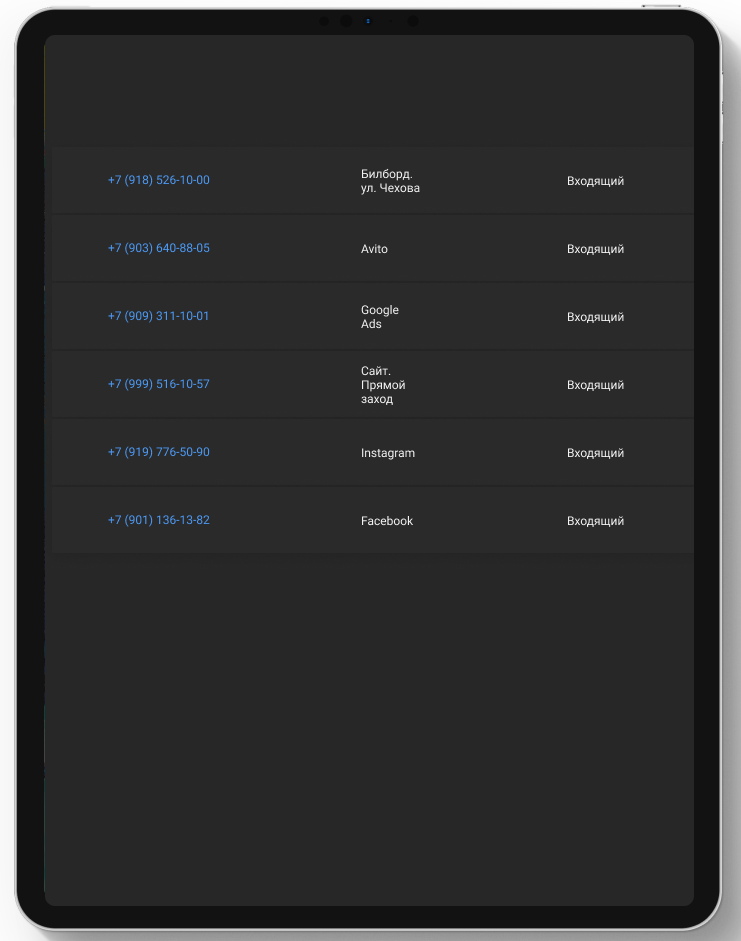 +7 (918) 526-10-00
Билборд.
ул. Чехова
Входящий
+7 (903) 640-88-05
Avito
Входящий
+7 (909) 311-10-01
Google
Ads
Входящий
+7 (999) 516-10-57
Сайт.
Прямой
заход
Входящий
+7 (919) 776-50-90
Instagram
Входящий
+7 (901) 136-13-82
Facebook
Входящий